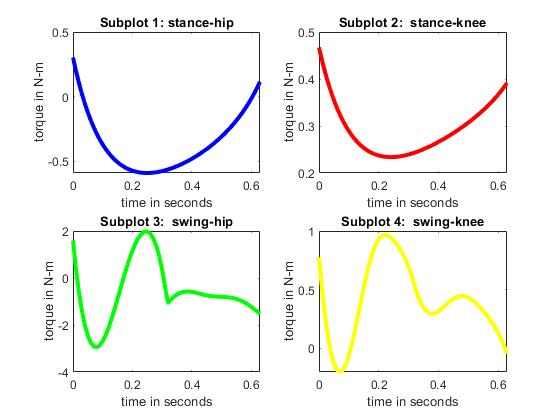 Subplot 1: stance-hip
0.5
0
-0.5
torque in N-m
0 0.2 0.4 0.6
time in seconds
Subplot 2:  stance-knee
0.5
0.4
0.3
0.2
torque in N-m
0 0.2 0.4 0.6
time in seconds
Subplot 3:  swing-hip
2
0
-2
-4
torque in N-m
0 0.2 0.4 0.6
time in seconds
Subplot 4:  swing-knee
1
0.5
0
torque in N-m
0 0.2 0.4 0.6
time in seconds